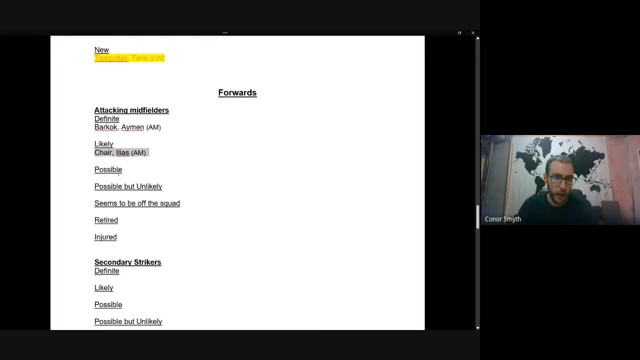 New
Tissoudali, Tarik (LW)
Forwards
Attacking midfielders
Definite
Barkok, Aymen (AM)
Likely
Chair, Ilias (AM)
Possible
Possible but Unlikely
Seems to be off the squad
Retired
Injured
Secondary Strikers
Definite
Likely
Possible
Possible but Unlikely
Conor Smyth